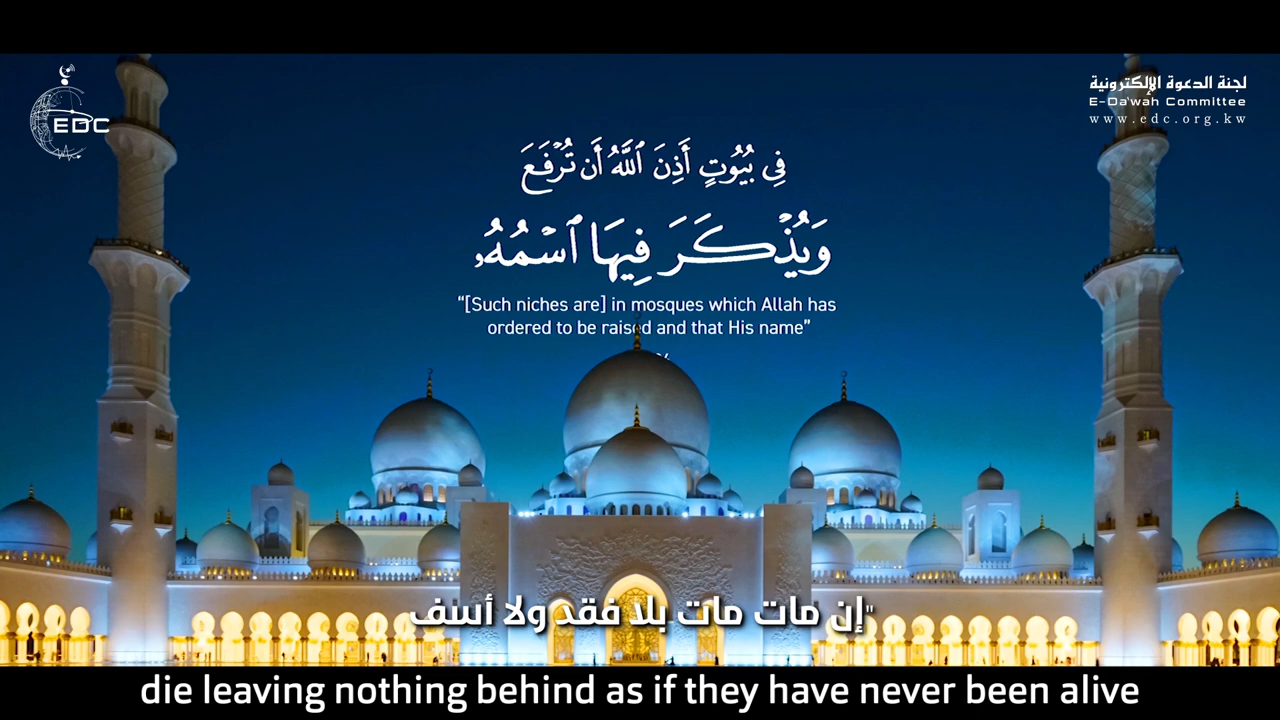 EDC
لجنة الدعوة الإلكترونية
E-Da'wah Committee
www.edc.org.kw
فِى بُيُوتٍ أَذِنَ ٱللَّهُ أَن تُرْفَعَ
وَيُذْكَرَ فِيهَا ٱسْمُهُۥ
“[Such niches are] in mosques which Allah has
ordered to be raised and that His name”
"إن مات مات بلا فقد ولا أسف
die leaving nothing behind as if they have never been alive